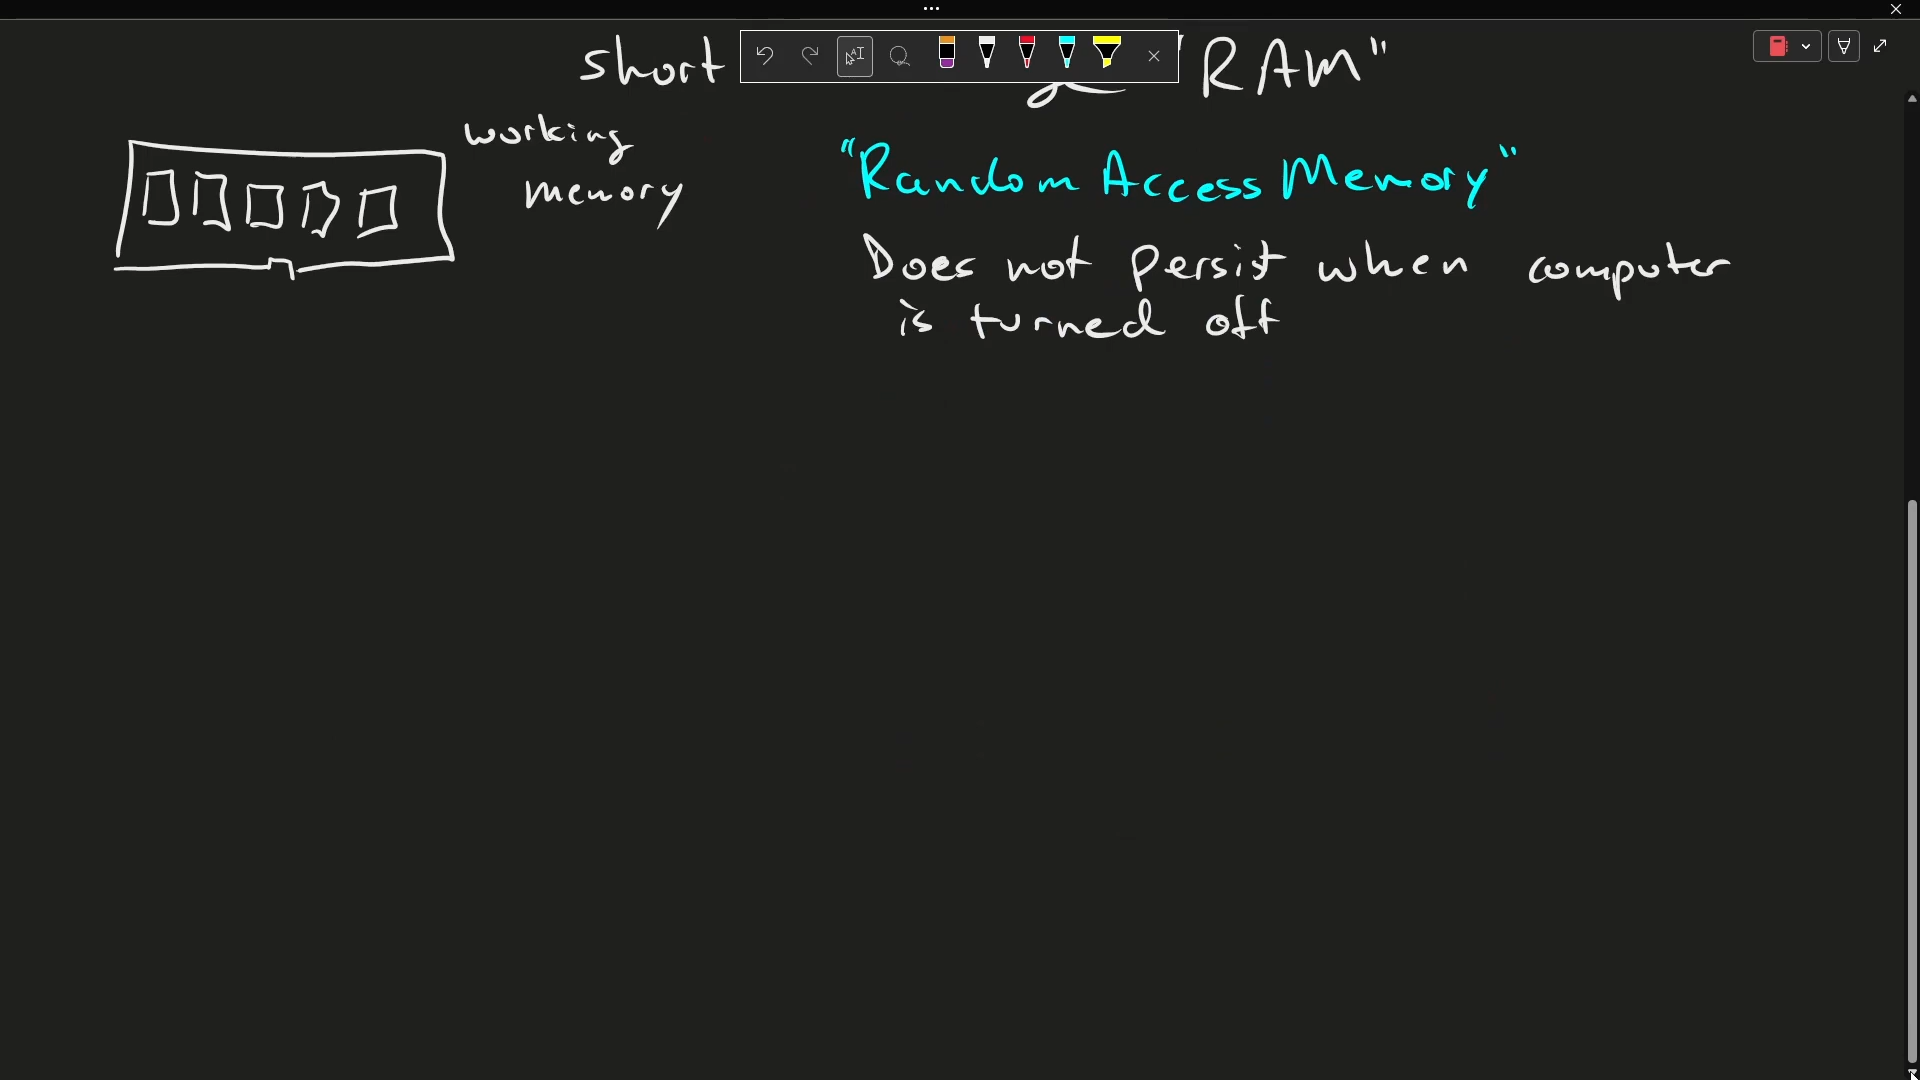 short "RAM"
working
memory
"Random Access Memory"
Does not persist when computer
is turned off